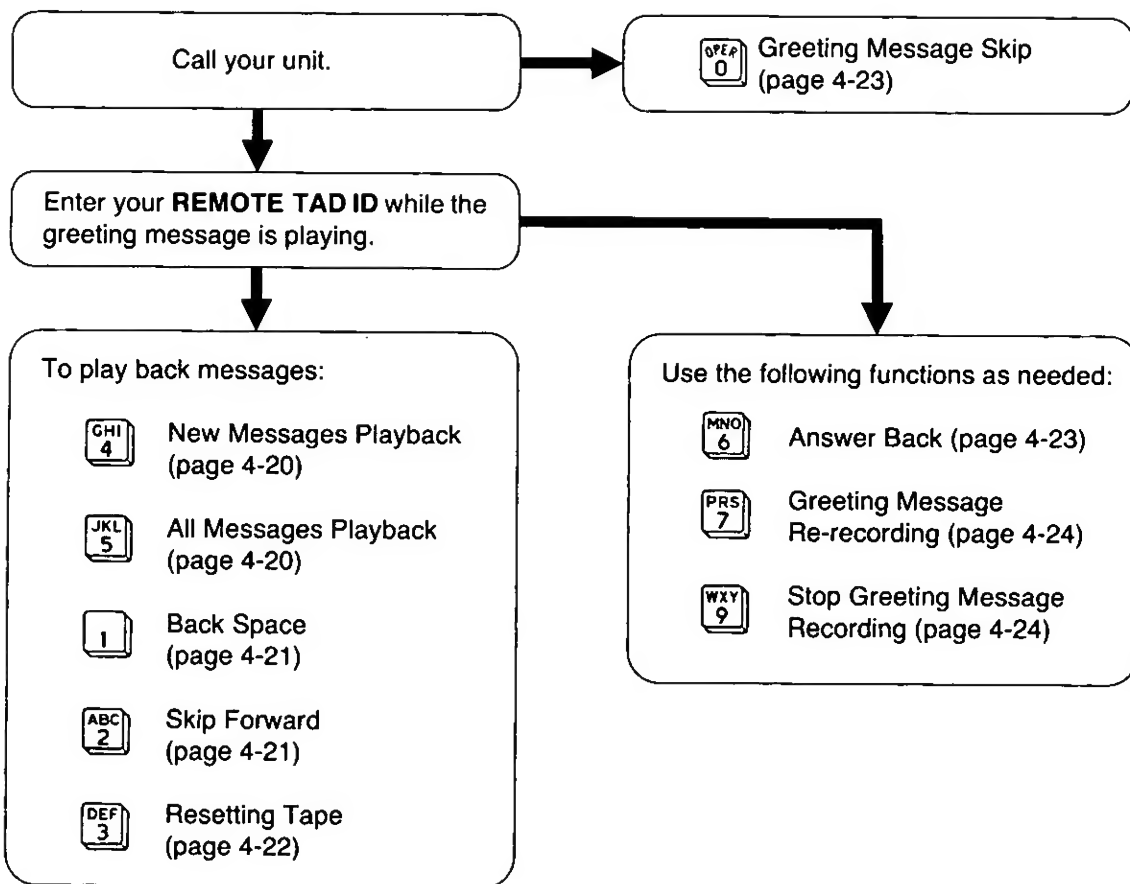 Call your unit.
OPER
0
Greeting Message Skip
(page 4-23)
Enter your REMOTE TAD ID while the
greeting message is playing.
To play back messages:
GHI
4
New Messages Playback
(page 4-20)
JKL
5
All Messages Playback
(page 4-20)
1
Back Space
(page 4-21)
ABC
2
Skip Forward
(page 4-21)
DEF
3
Resetting Tape
(page 4-22)
Use the following functions as needed:
MNO
6
Answer Back (page 4-23)
PRS
7
Greeting Message
Re-recording (page 4-24)
WXY
9
Stop Greeting Message
Recording (page 4-24)